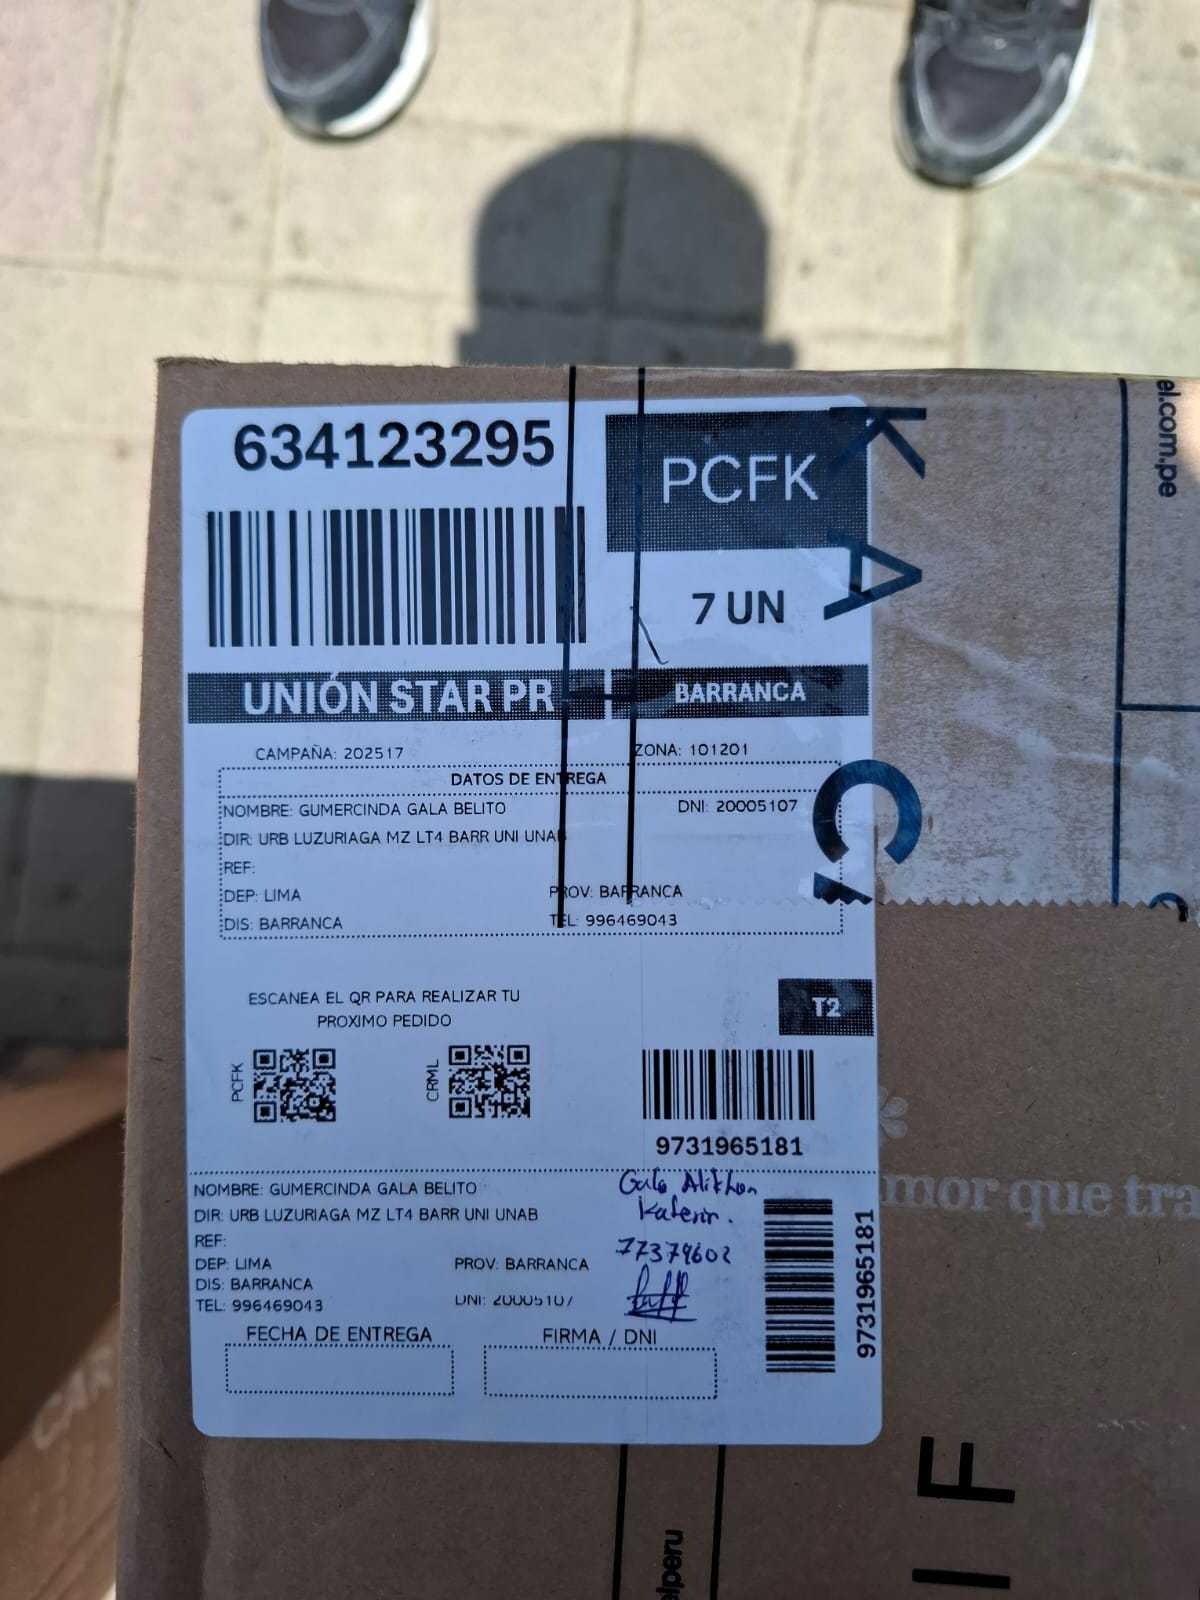 634123295
PCFK
7 UN
UNIÓN STAR PR
BARRANCA
CAMPAÑA: 202517
ZONA: 101201
DATOS DE ENTREGA
NOMBRE: GUMERCINDA GALA BELITO
DNI: 20005107
DIR: URB LUZURIAGA MZ LT4 BARR UNI UNAB
REF:
DEP: LIMA
PROV: BARRANCA
DIS: BARRANCA
TEL: 996469043
ESCANEA EL QR PARA REALIZAR TU
PROXIMO PEDIDO
T2
PCFK
CRML
9731965181
NOMBRE: GUMERCINDA GALA BELITO
DIR: URB LUZURIAGA MZ LT4 BARR UNI UNAB
REF:
DEP: LIMA
PROV: BARRANCA
DIS: BARRANCA
TEL: 996469043
DNI: 20005107
FECHA DE ENTREGA
FIRMA / DNI
Gala
77379602
9731965181
el.com.pe
K A C
mor que tra
I F
elperu